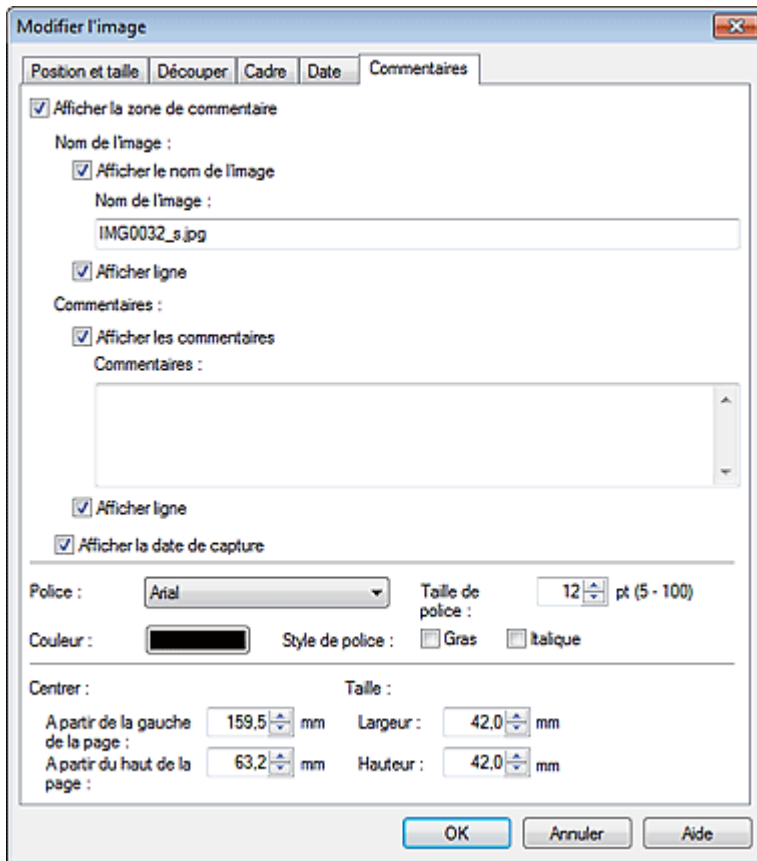 Modifier l'image
Position et taille Découper Cadre Date Commentaires
Afficher la zone de commentaire
Nom de l'image :
Afficher le nom de l'image
Nom de l'image :
IMG0032_s.jpg
Afficher ligne
Commentaires :
Afficher les commentaires
Commentaires :
Afficher ligne
Afficher la date de capture
Police : Arial Taille de police : 12 pt (5 - 100)
Couleur : Style de police : Gras Italique
Centrer : Taille :
A partir de la gauche de la page : 159,5 mm Largeur : 42,0 mm
A partir du haut de la page : 63,2 mm Hauteur : 42,0 mm
OK Annuler Aide